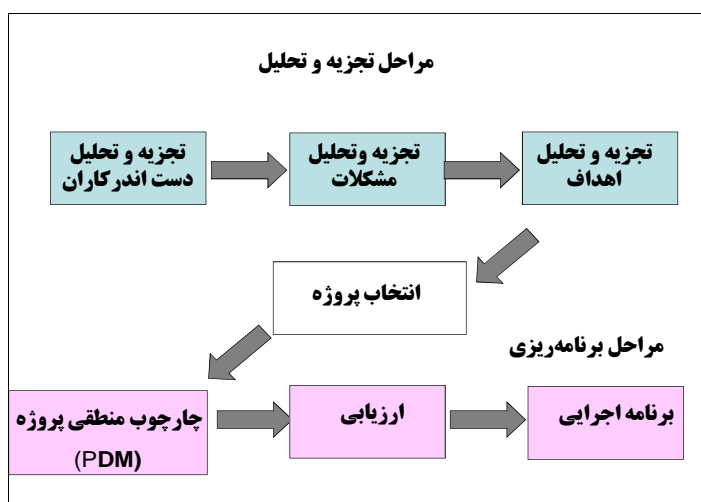 مراحل تجزیه و تحلیل
تجزیه و تحلیل
دست اندرکاران
تجزیه وتحلیل
مشکلات
تجزیه و تحلیل
اهداف
انتخاب پروژه
مراحل برنامه‌ریزی
چارچوب منطقی پروژه
(PDM)
ارزیابی
برنامه اجرایی